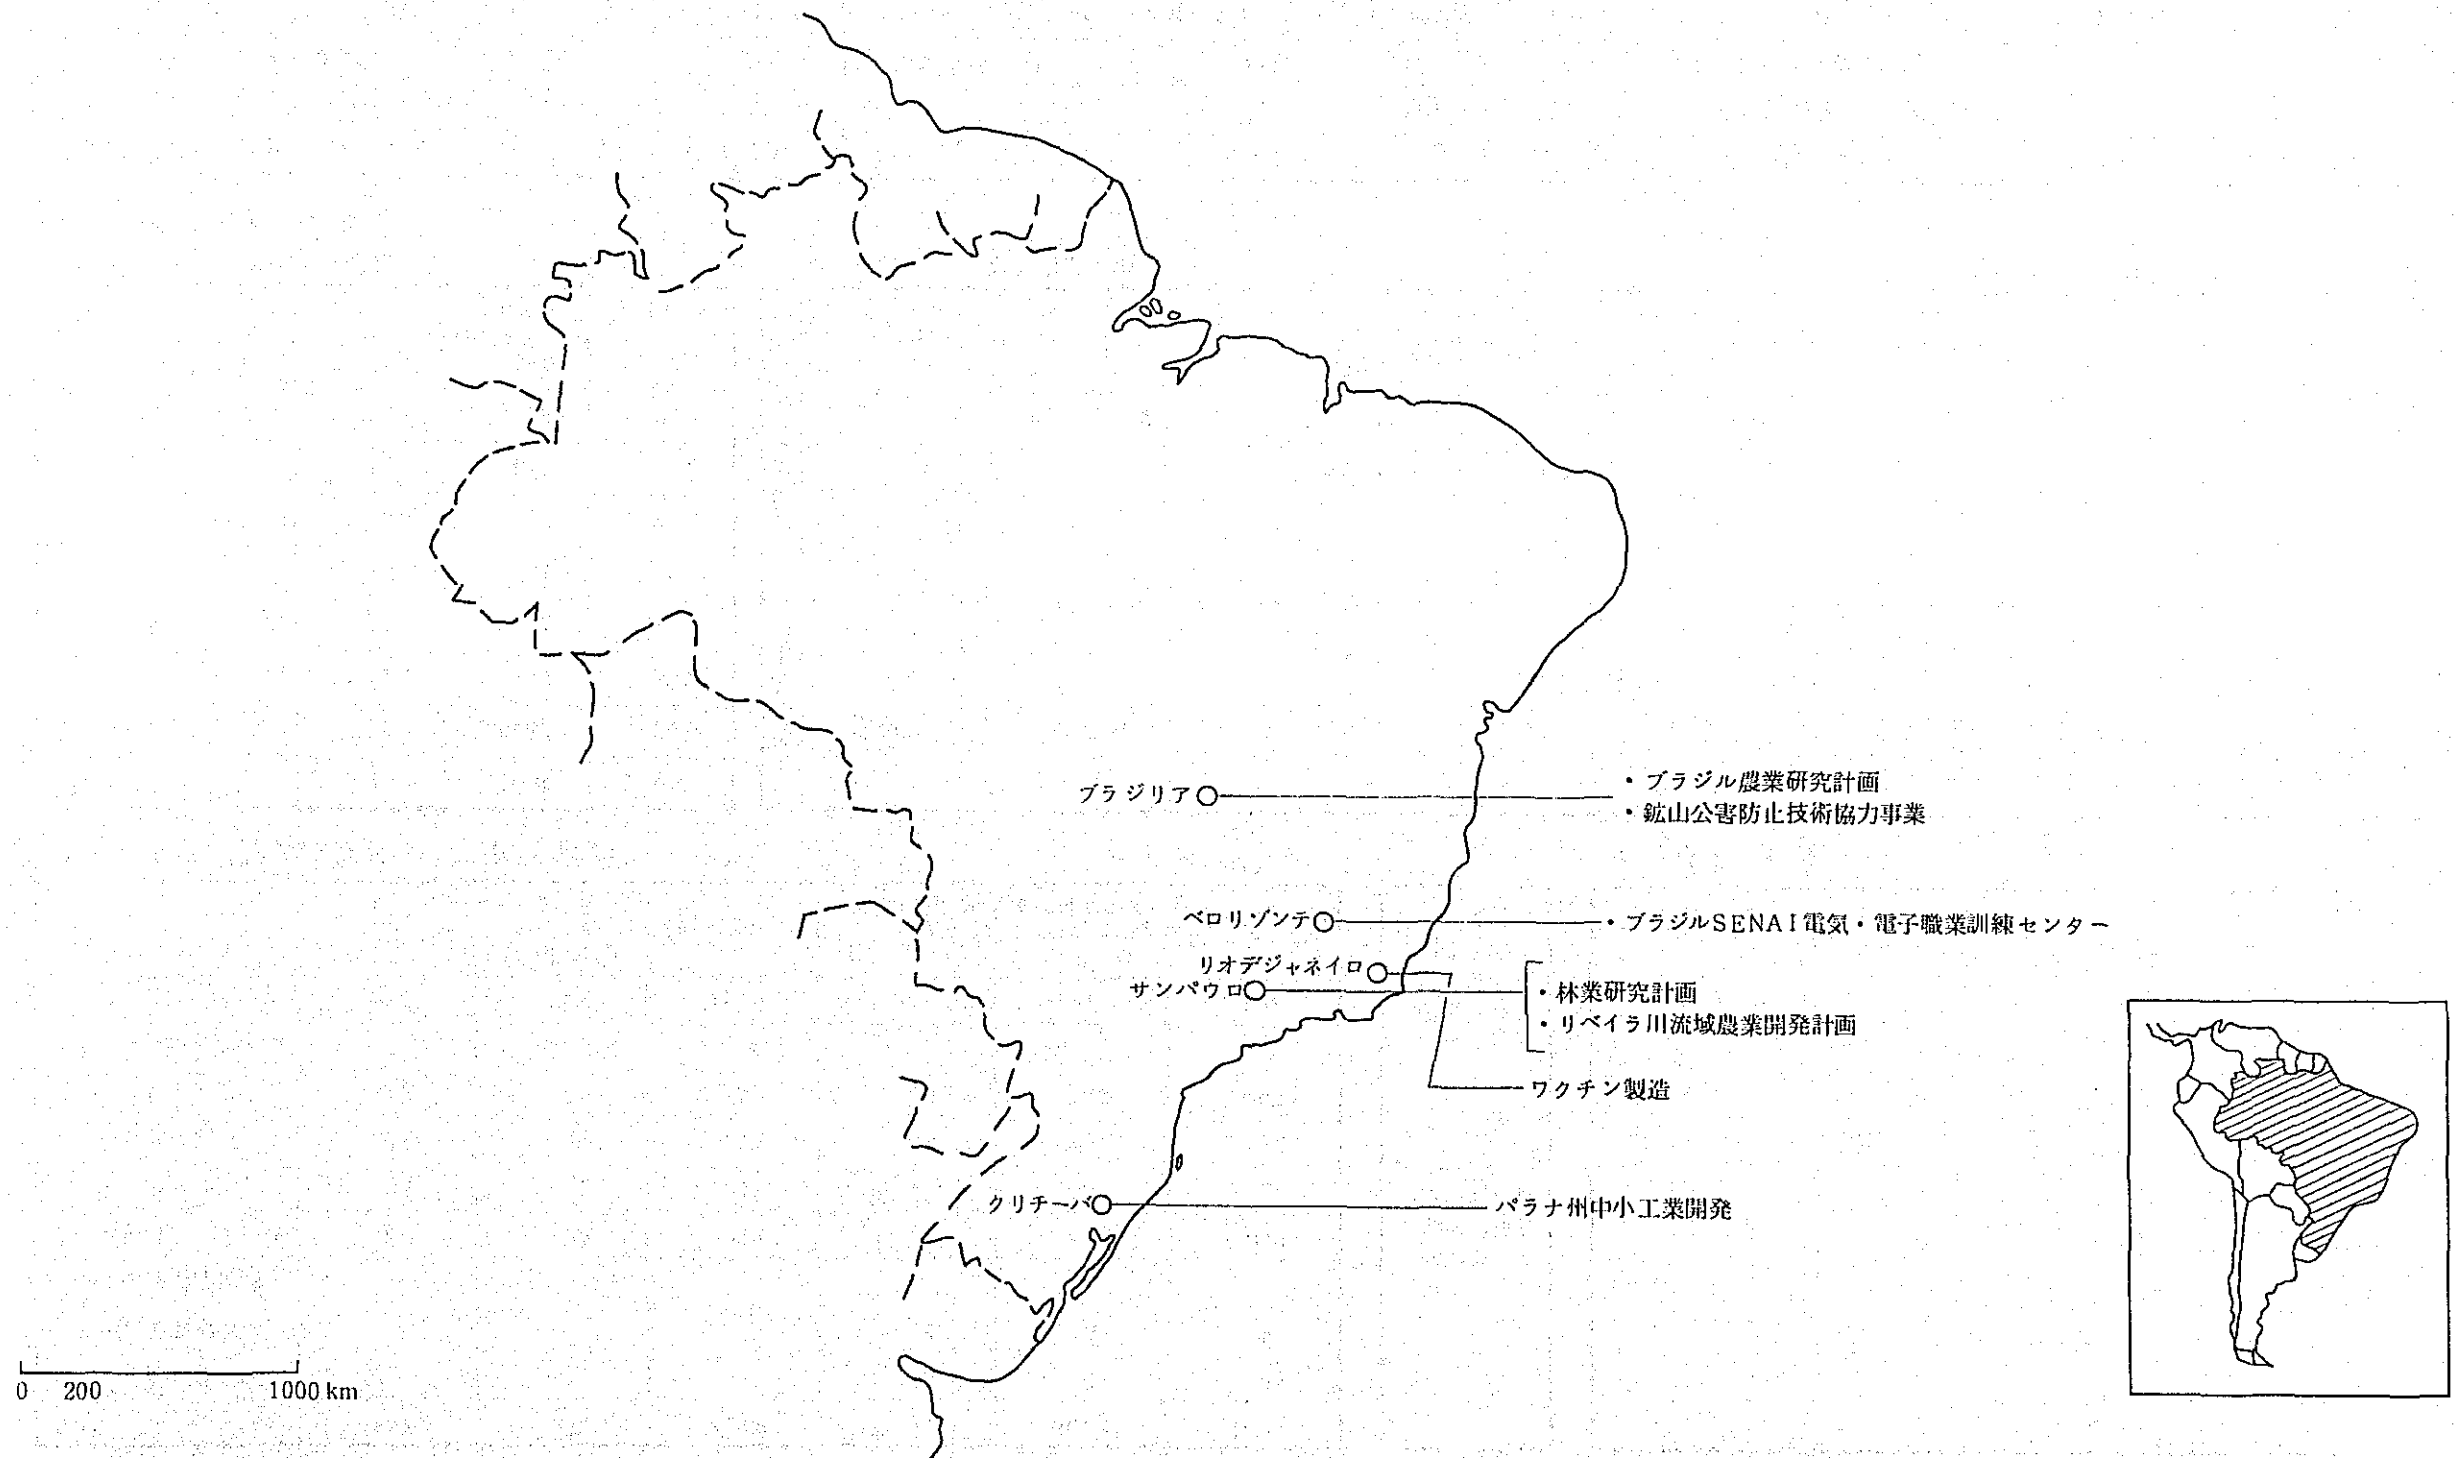 ブラジリア
・ブラジル農業研究計画
・鉱山公害防止技術協力事業
ベロリゾンテ
・ブラジルSENAI電気・電子職業訓練センター
リオデジャネイロ
サンパウロ
・林業研究計画
・リベイラ川流域農業開発計画
ワクチン製造
クリチーバ
パラナ州中小工業開発
0 200 1000 km